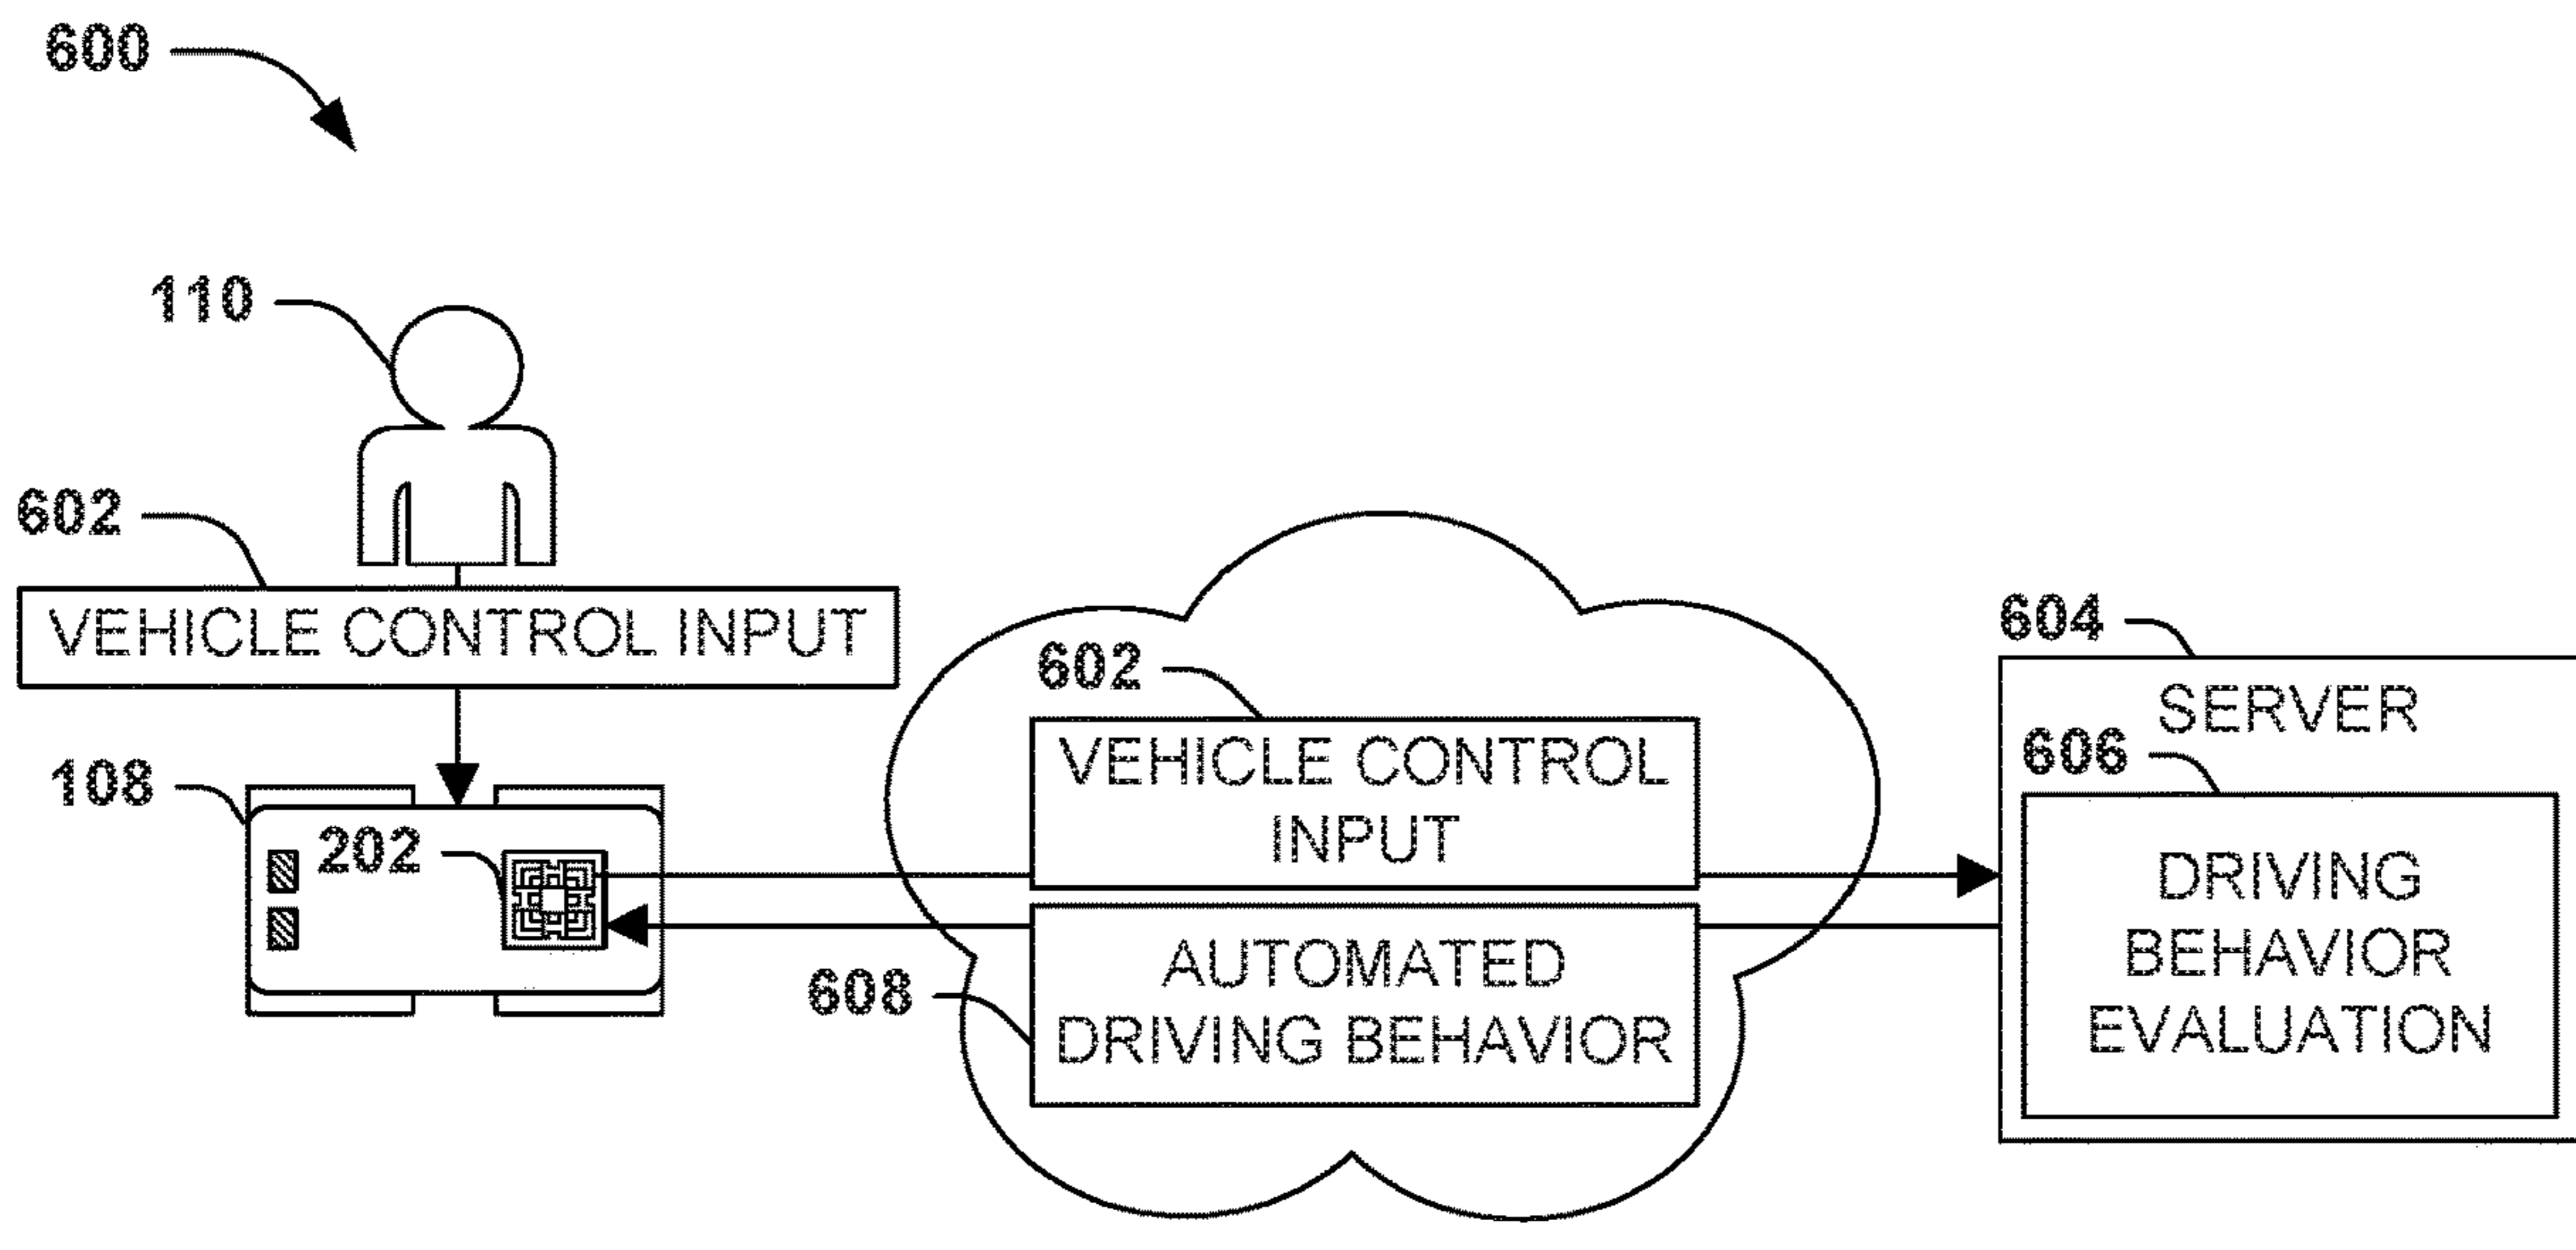 600
110
602
VEHICLE CONTROL INPUT
108
202
602
VEHICLE CONTROL
INPUT
608
AUTOMATED
DRIVING BEHAVIOR
604
SERVER
606
DRIVING
BEHAVIOR
EVALUATION